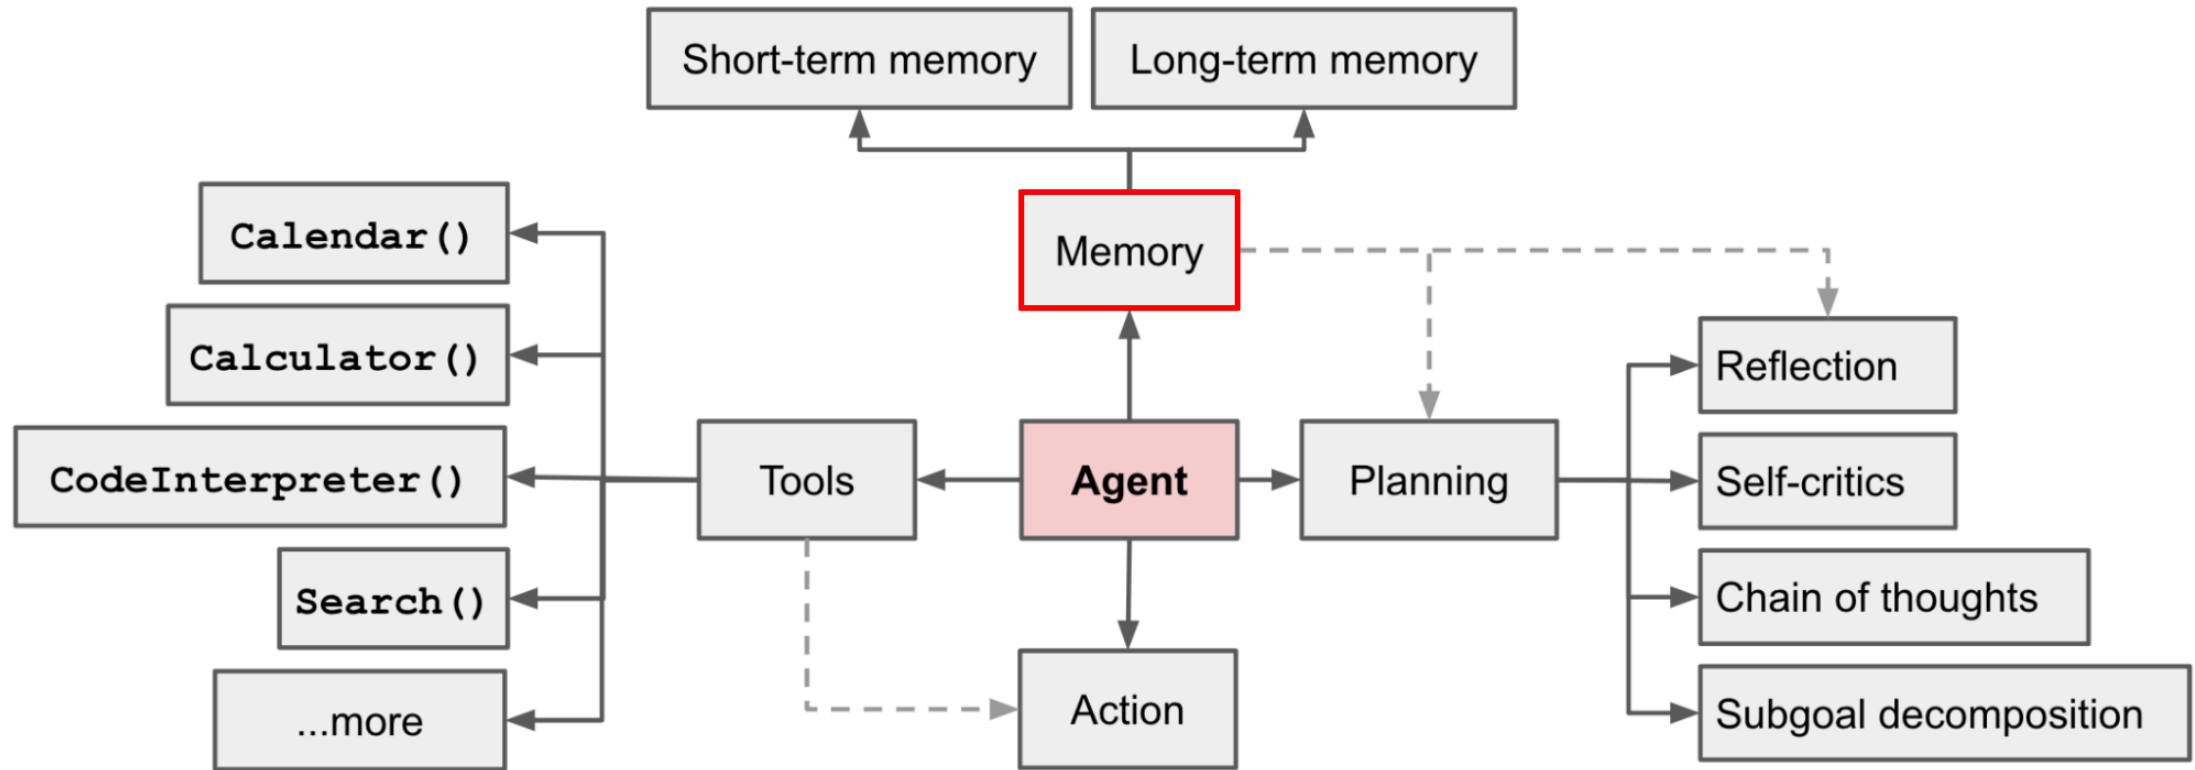 Short-term memory
Long-term memory
Calendar()
Memory
Calculator()
Reflection
CodeInterpreter()
Tools
Agent
Planning
Self-critics
Search()
Chain of thoughts
...more
Action
Subgoal decomposition